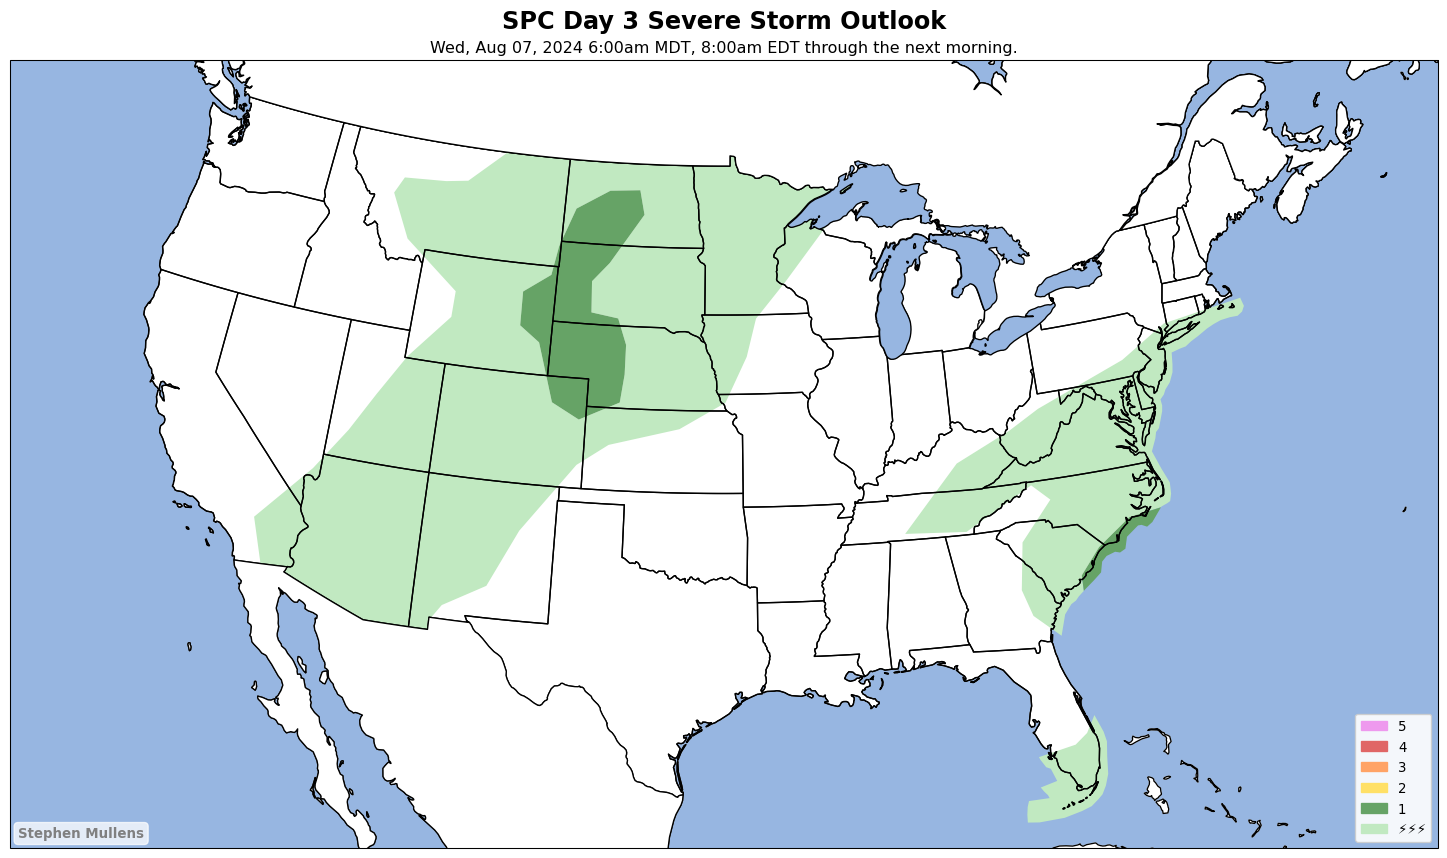 SPC Day 3 Severe Storm Outlook
Wed, Aug 07, 2024 6:00am MDT, 8:00am EDT through the next morning.
5
4
3
2
1
⚡⚡⚡
Stephen Mullens